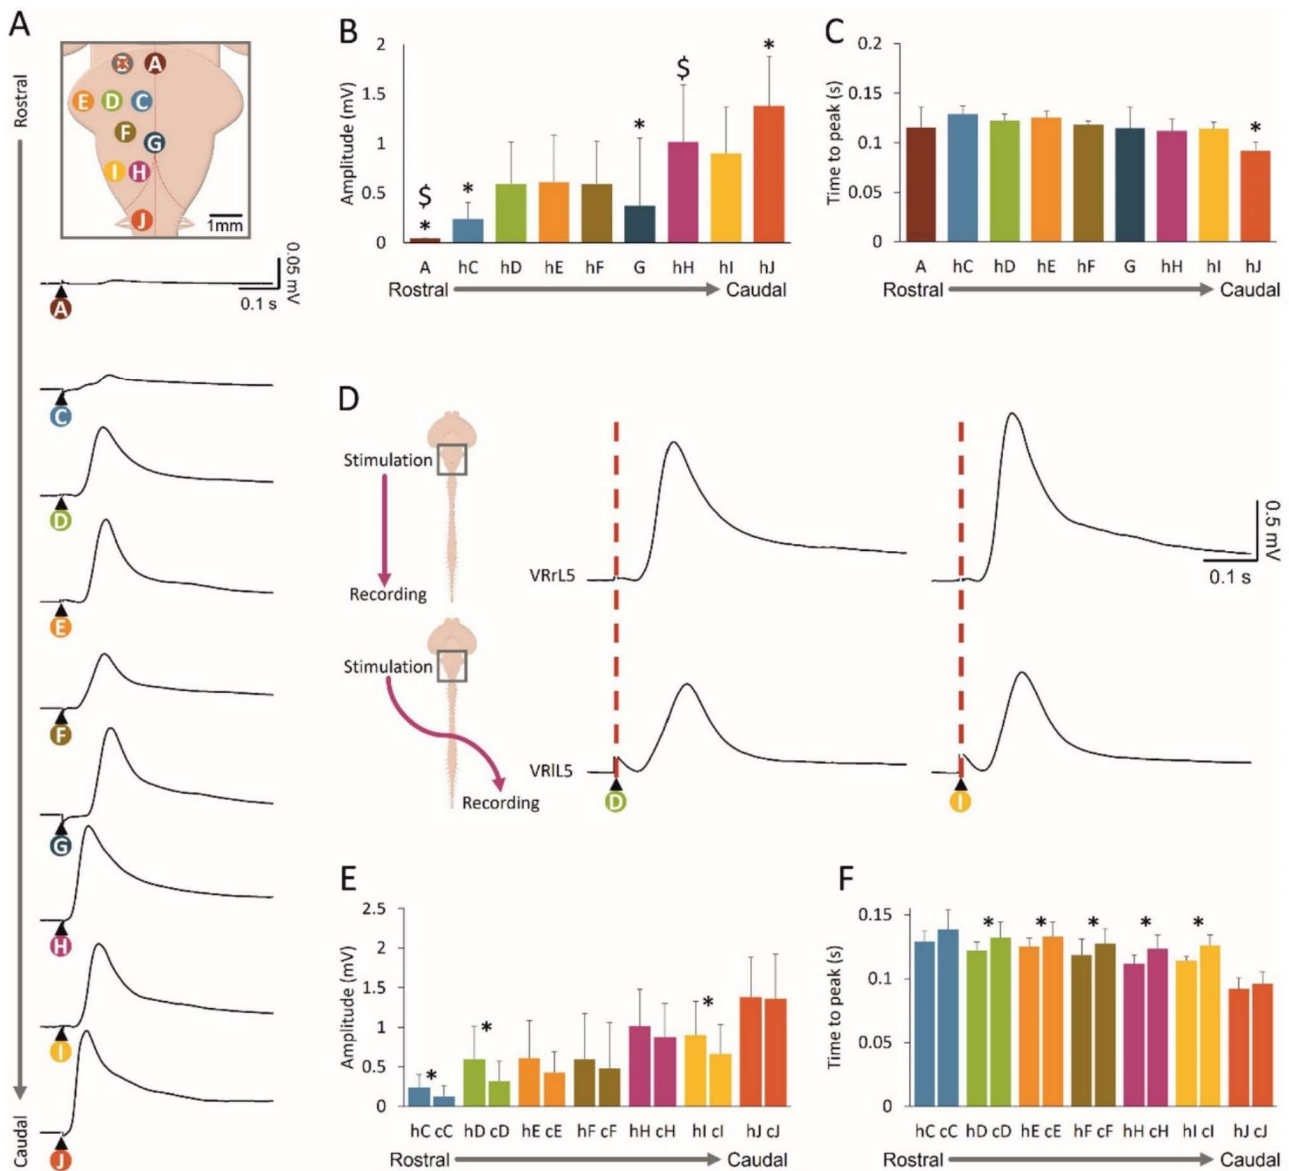 A
Rostral
Caudal
B
A
E
D
C
F
G
I
H
J
1mm
0.05 mV
0.1 s
A
C
D
E
F
G
H
I
J
B
Amplitude (mV)
2
1.5
1
0.5
0
$
*
*
*
$
*
A hC hD hE hF G hH hI hJ
Rostral Caudal
C
Time to peak (s)
0.2
0.15
0.1
0.05
0
*
A hC hD hE hF G hH hI hJ
Rostral Caudal
D
Stimulation
Recording
VRrL5
0.5 mV
0.1 s
Stimulation
Recording
VRlL5
D
I
E
Amplitude (mV)
2.5
2
1.5
1
0.5
0
* * *
hC cC hD cD hE cE hF cF hH cH hI cI hJ cJ
Rostral Caudal
F
Time to peak (s)
0.15
0.1
0.05
0
* * * * *
hC cC hD cD hE cE hF cF hH cH hI cI hJ cJ
Rostral Caudal